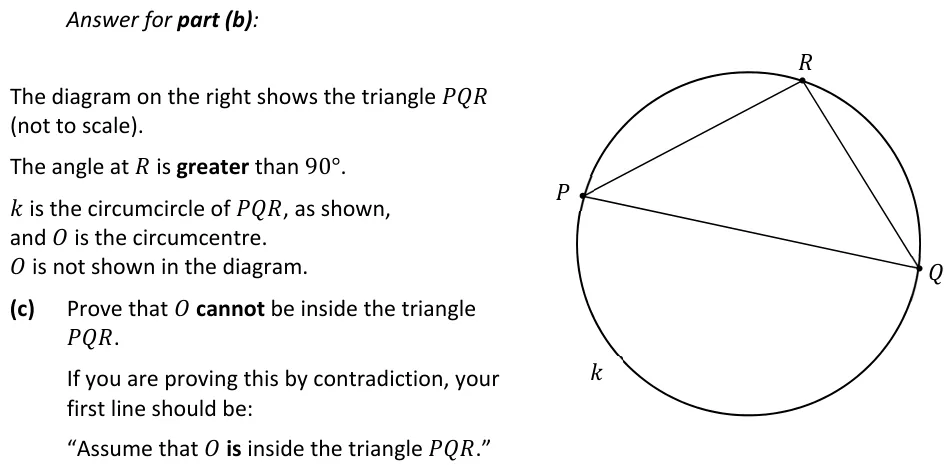 Answer for part (b):
The diagram on the right shows the triangle PQR
(not to scale).
The angle at R is greater than 90°.
k is the circumcircle of PQR, as shown,
and O is the circumcentre.
O is not shown in the diagram.
(c) Prove that O cannot be inside the triangle
PQR.
If you are proving this by contradiction, your
first line should be:
“Assume that O is inside the triangle PQR.”
R
P
Q
k